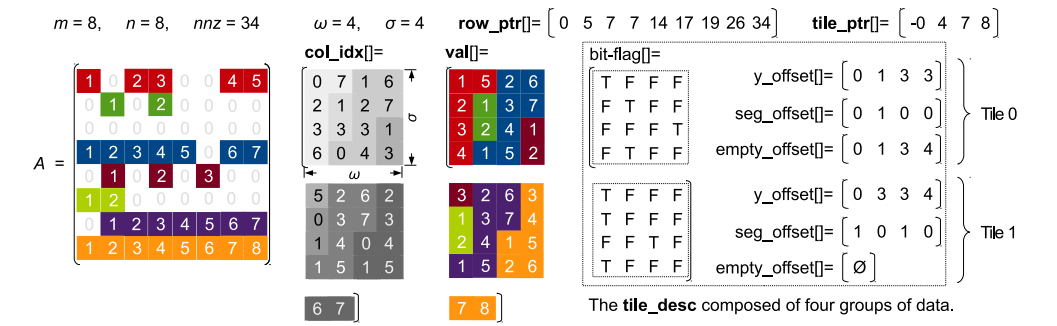 m = 8, n = 8, nnz = 34
ω = 4, σ = 4
row_ptr[]= [ 0 5 7 7 14 17 19 26 34 ]
tile_ptr[]= [ -0 4 7 8 ]
A =
1 0 2 3 0 0 4 5
0 1 0 2 0 0 0 0
0 0 0 0 0 0 0 0
1 2 3 4 5 0 6 7
0 1 0 2 0 3 0 0
1 2 0 0 0 0 0 0
0 1 2 3 4 5 6 7
1 2 3 4 5 6 7 8
col_idx[]=
0 7 1 6
2 1 2 7
3 3 3 1
6 0 4 3
σ
ω
5 2 6 2
0 3 7 3
1 4 0 4
1 5 1 5
6 7
val[]=
1 5 2 6
2 1 3 7
3 2 4 1
4 1 5 2
3 2 6 3
1 3 7 4
2 4 1 5
1 5 2 6
7 8
bit-flag[]=
T F F F
F T F F
F F F T
F T F F
y_offset[]= [ 0 1 3 3 ]
seg_offset[]= [ 0 1 0 0 ]
empty_offset[]= [ 0 1 3 4 ]
Tile 0
T F F F
T F F F
F F T F
T F F F
y_offset[]= [ 0 3 3 4 ]
seg_offset[]= [ 1 0 1 0 ]
empty_offset[]= [ Ø ]
Tile 1
The tile_desc composed of four groups of data.